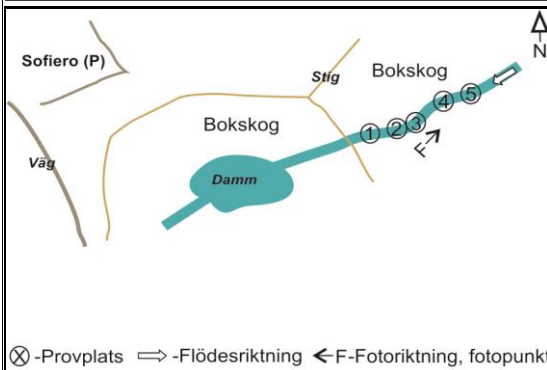 N
Sofiero (P)
Stig
Bokskog
Bokskog
5
4
3
2
1
F
Väg
Damm
X -Provplats ⇨ -Flödesriktning ←F-Fotoriktning, fotopunkt